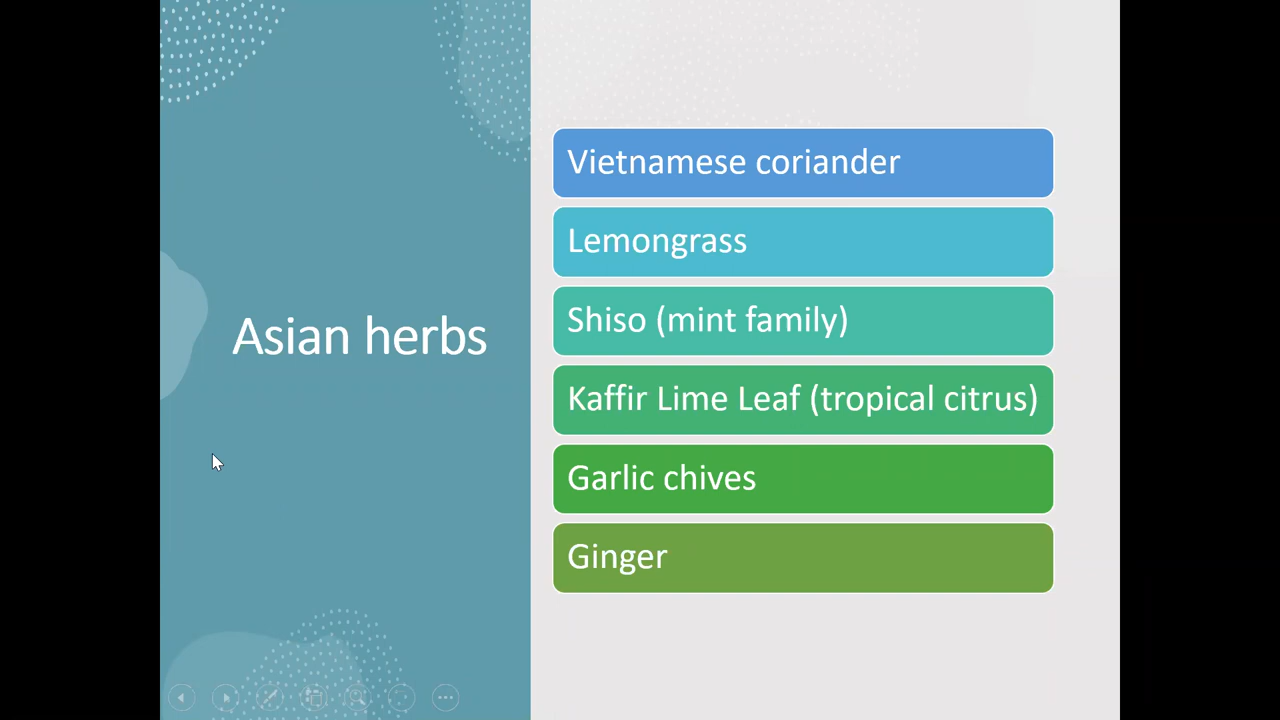 Asian herbs
Vietnamese coriander
Lemongrass
Shiso (mint family)
Kaffir Lime Leaf (tropical citrus)
Garlic chives
Ginger